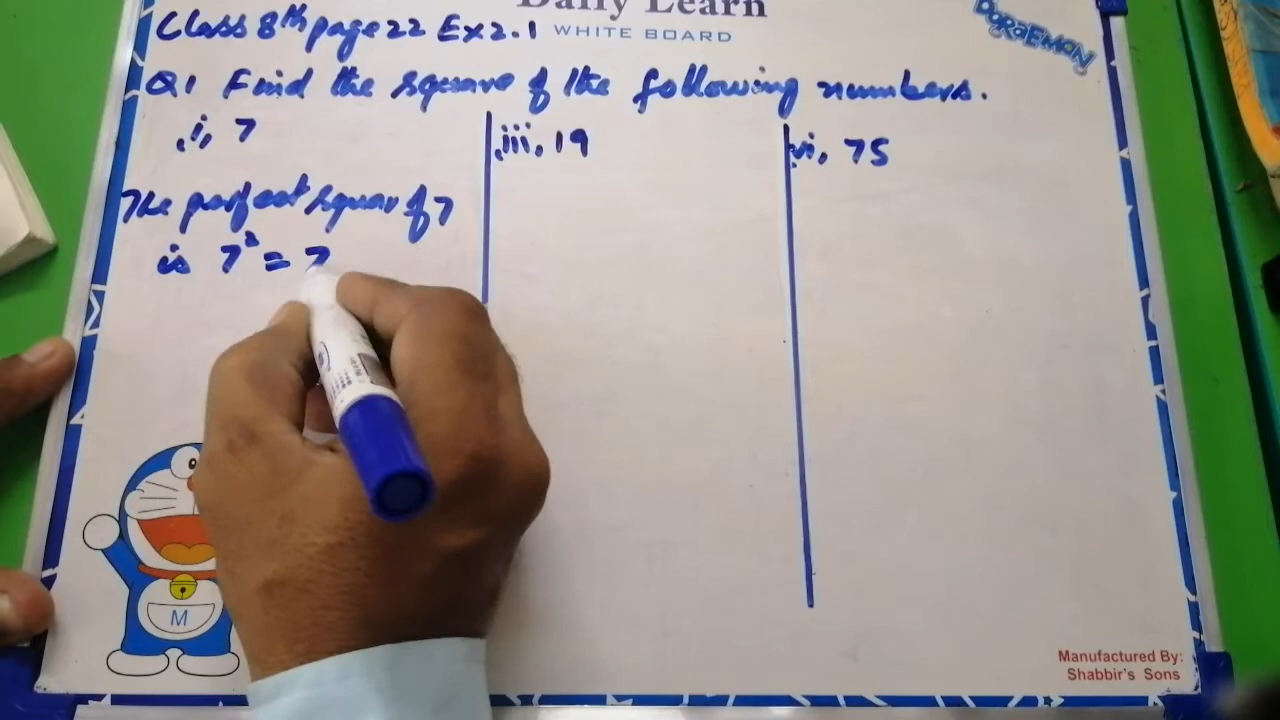 Daily Learn
WHITE BOARD
DORAEMON
Class 8th page 22 Ex 2.1
Q1 Find the square of the following numbers.
i, 7
The perfect squar of 7
is 7² = 7
iii, 19
vi, 75
M
Manufactured By:
Shabbir's Sons